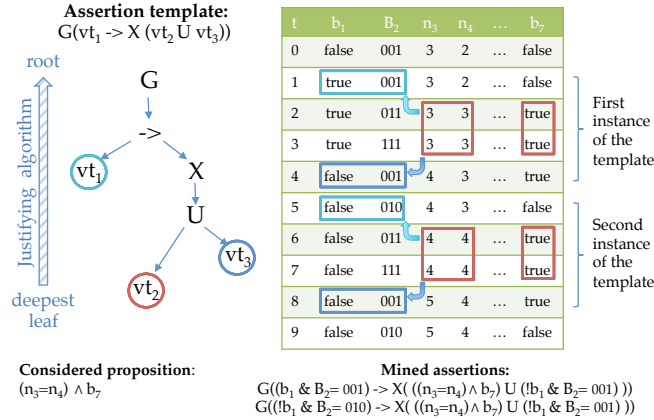 Assertion template:
G(vt₁ -> X (vt₂ U vt₃))
root
Justifying algorithm
deepest
leaf
G
->
vt₁
X
U
vt₃
vt₂
t b₁ B₂ n₃ n₄ ... b₇
0 false 001 3 2 ... false
1 true 001 3 2 ... false
2 true 011 3 3 ... true
3 true 111 3 3 ... true
4 false 001 4 3 ... true
5 false 010 4 3 ... false
6 false 011 4 4 ... true
7 false 111 4 4 ... true
8 false 001 5 4 ... true
9 false 010 5 4 ... false
First
instance
of the
template
Second
instance
of the
template
Considered proposition:
(n₃=n₄) ∧ b₇
Mined assertions:
G((b₁ & B₂= 001) -> X( ((n₃=n₄)∧ b₇) U (!b₁ & B₂= 001) ))
G((!b₁ & B₂= 010) -> X( ((n₃=n₄)∧ b₇) U (!b₁ & B₂= 001) ))